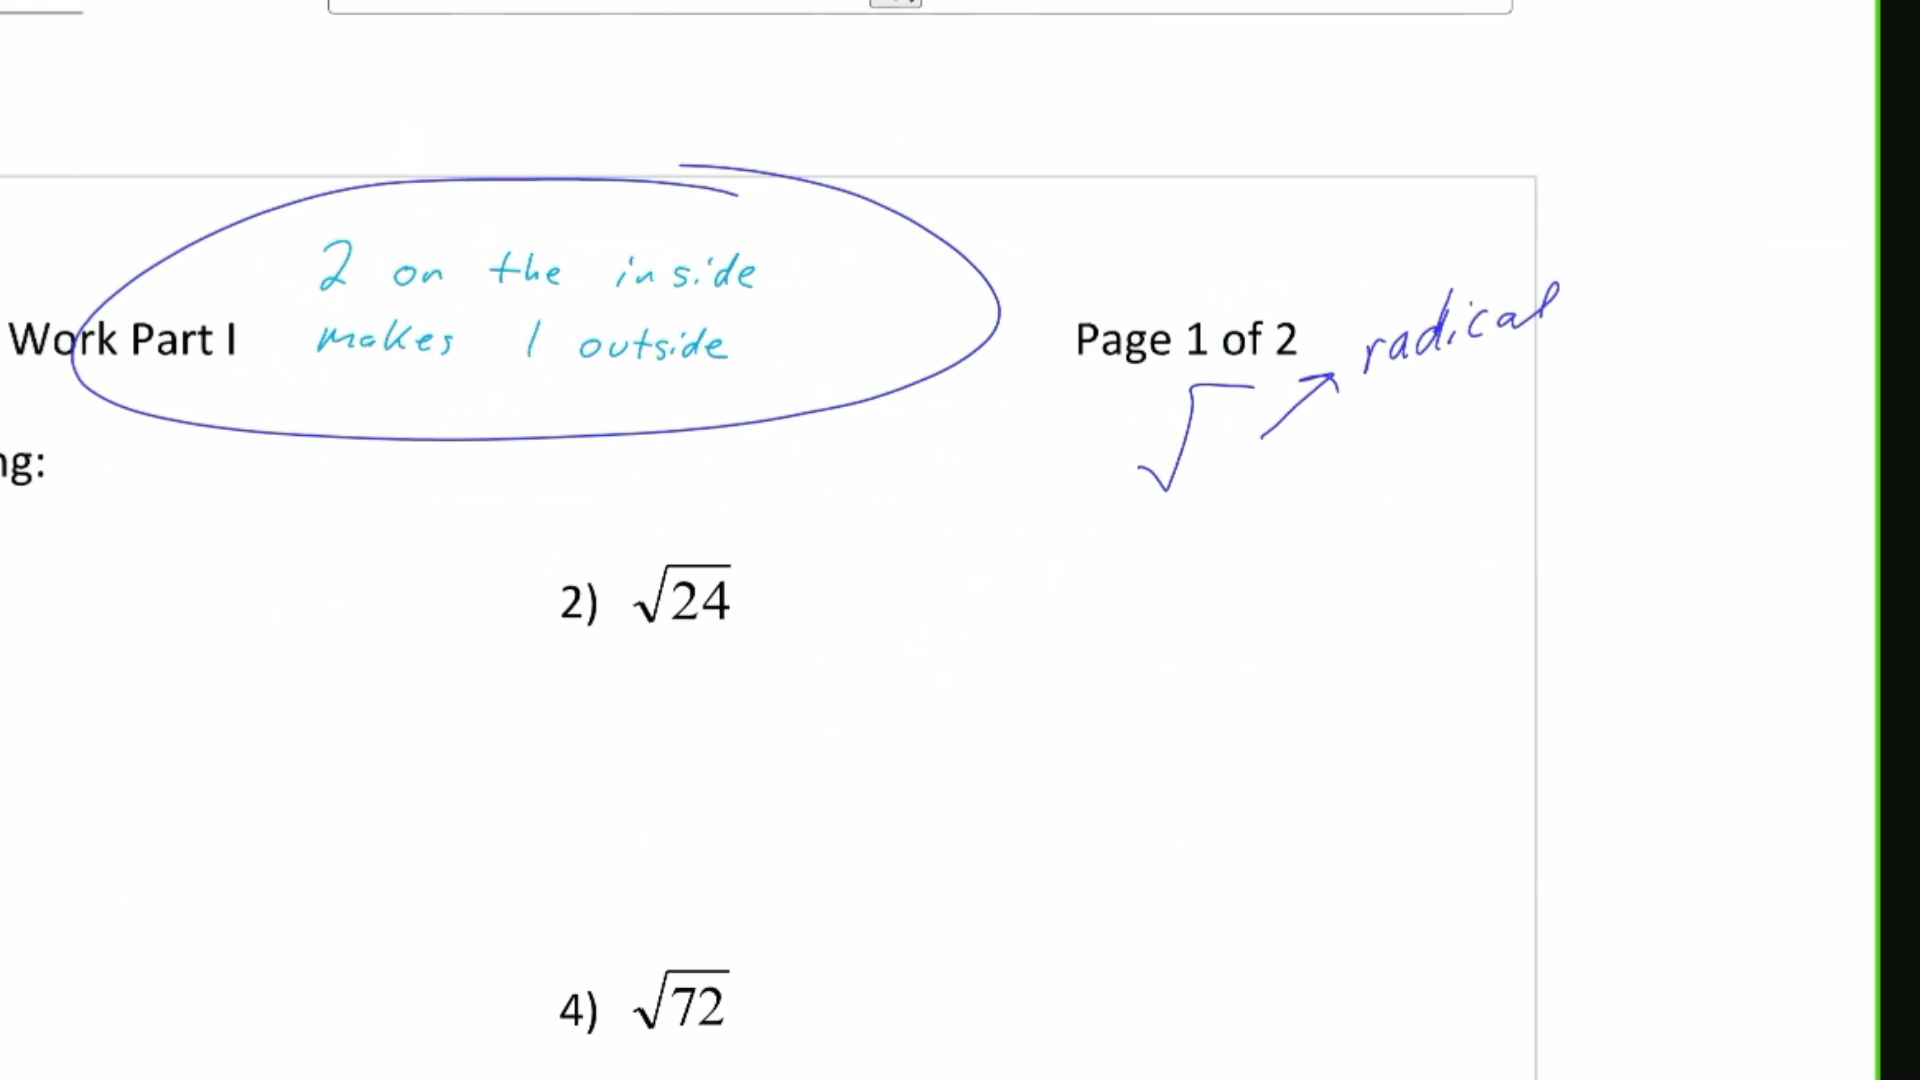 2 on the inside
Work Part I makes 1 outside Page 1 of 2 radical
√
ng:
2) √24
4) √72